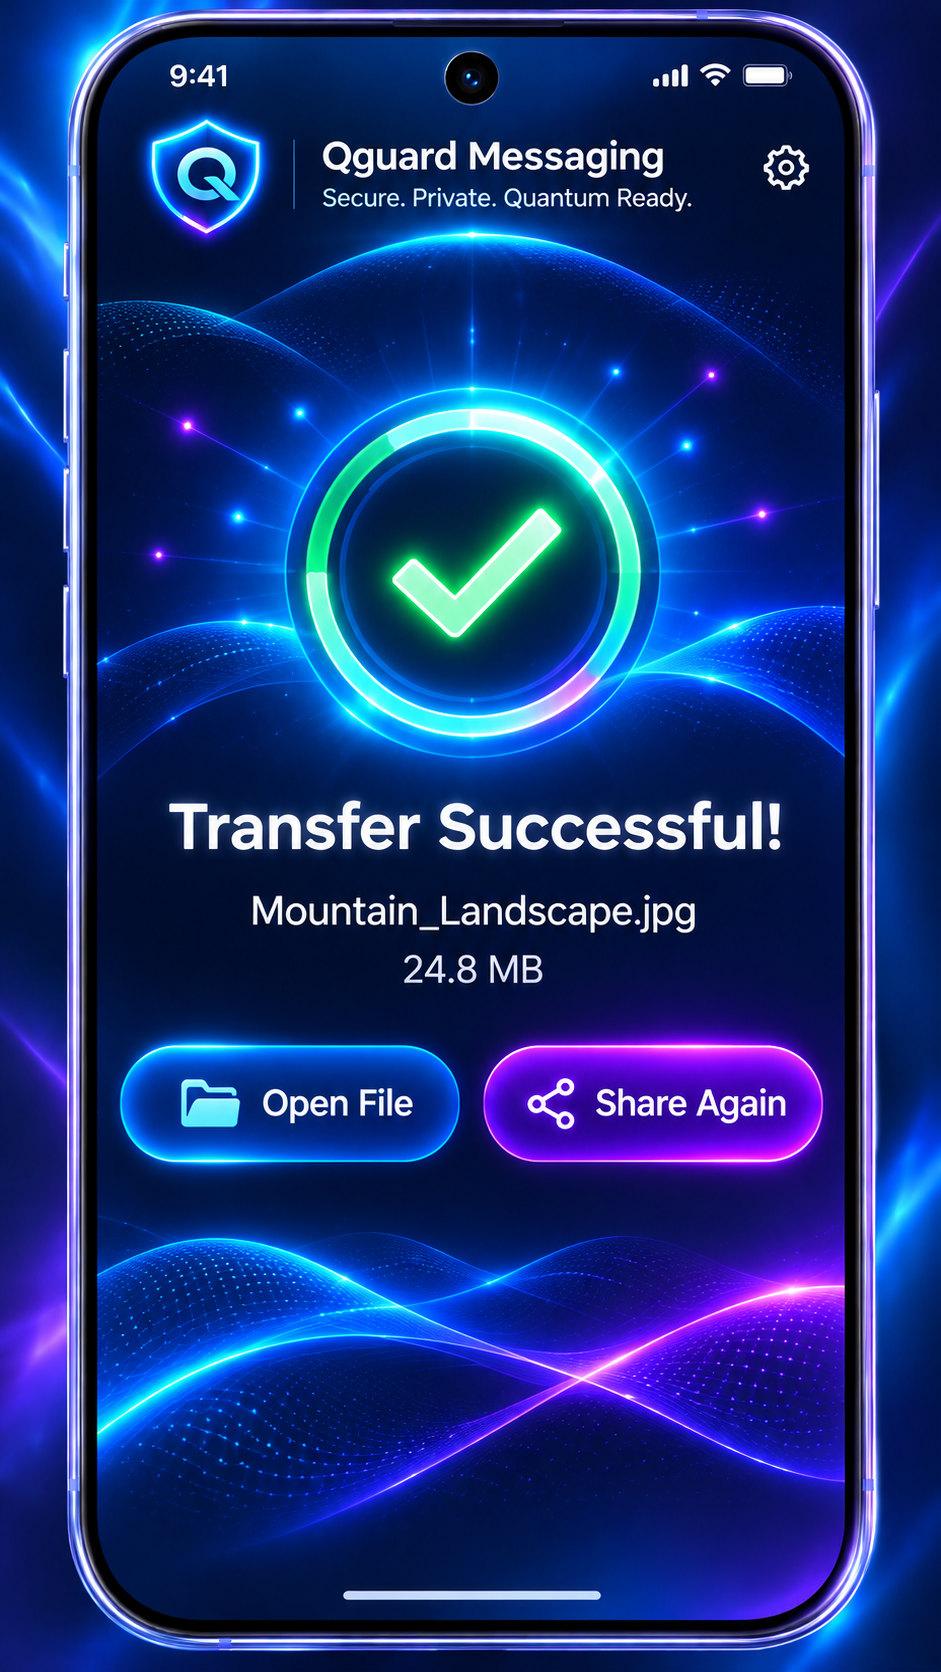 9:41
Q
Qguard Messaging
Secure. Private. Quantum Ready.
Transfer Successful!
Mountain_Landscape.jpg
24.8 MB
Open File
Share Again